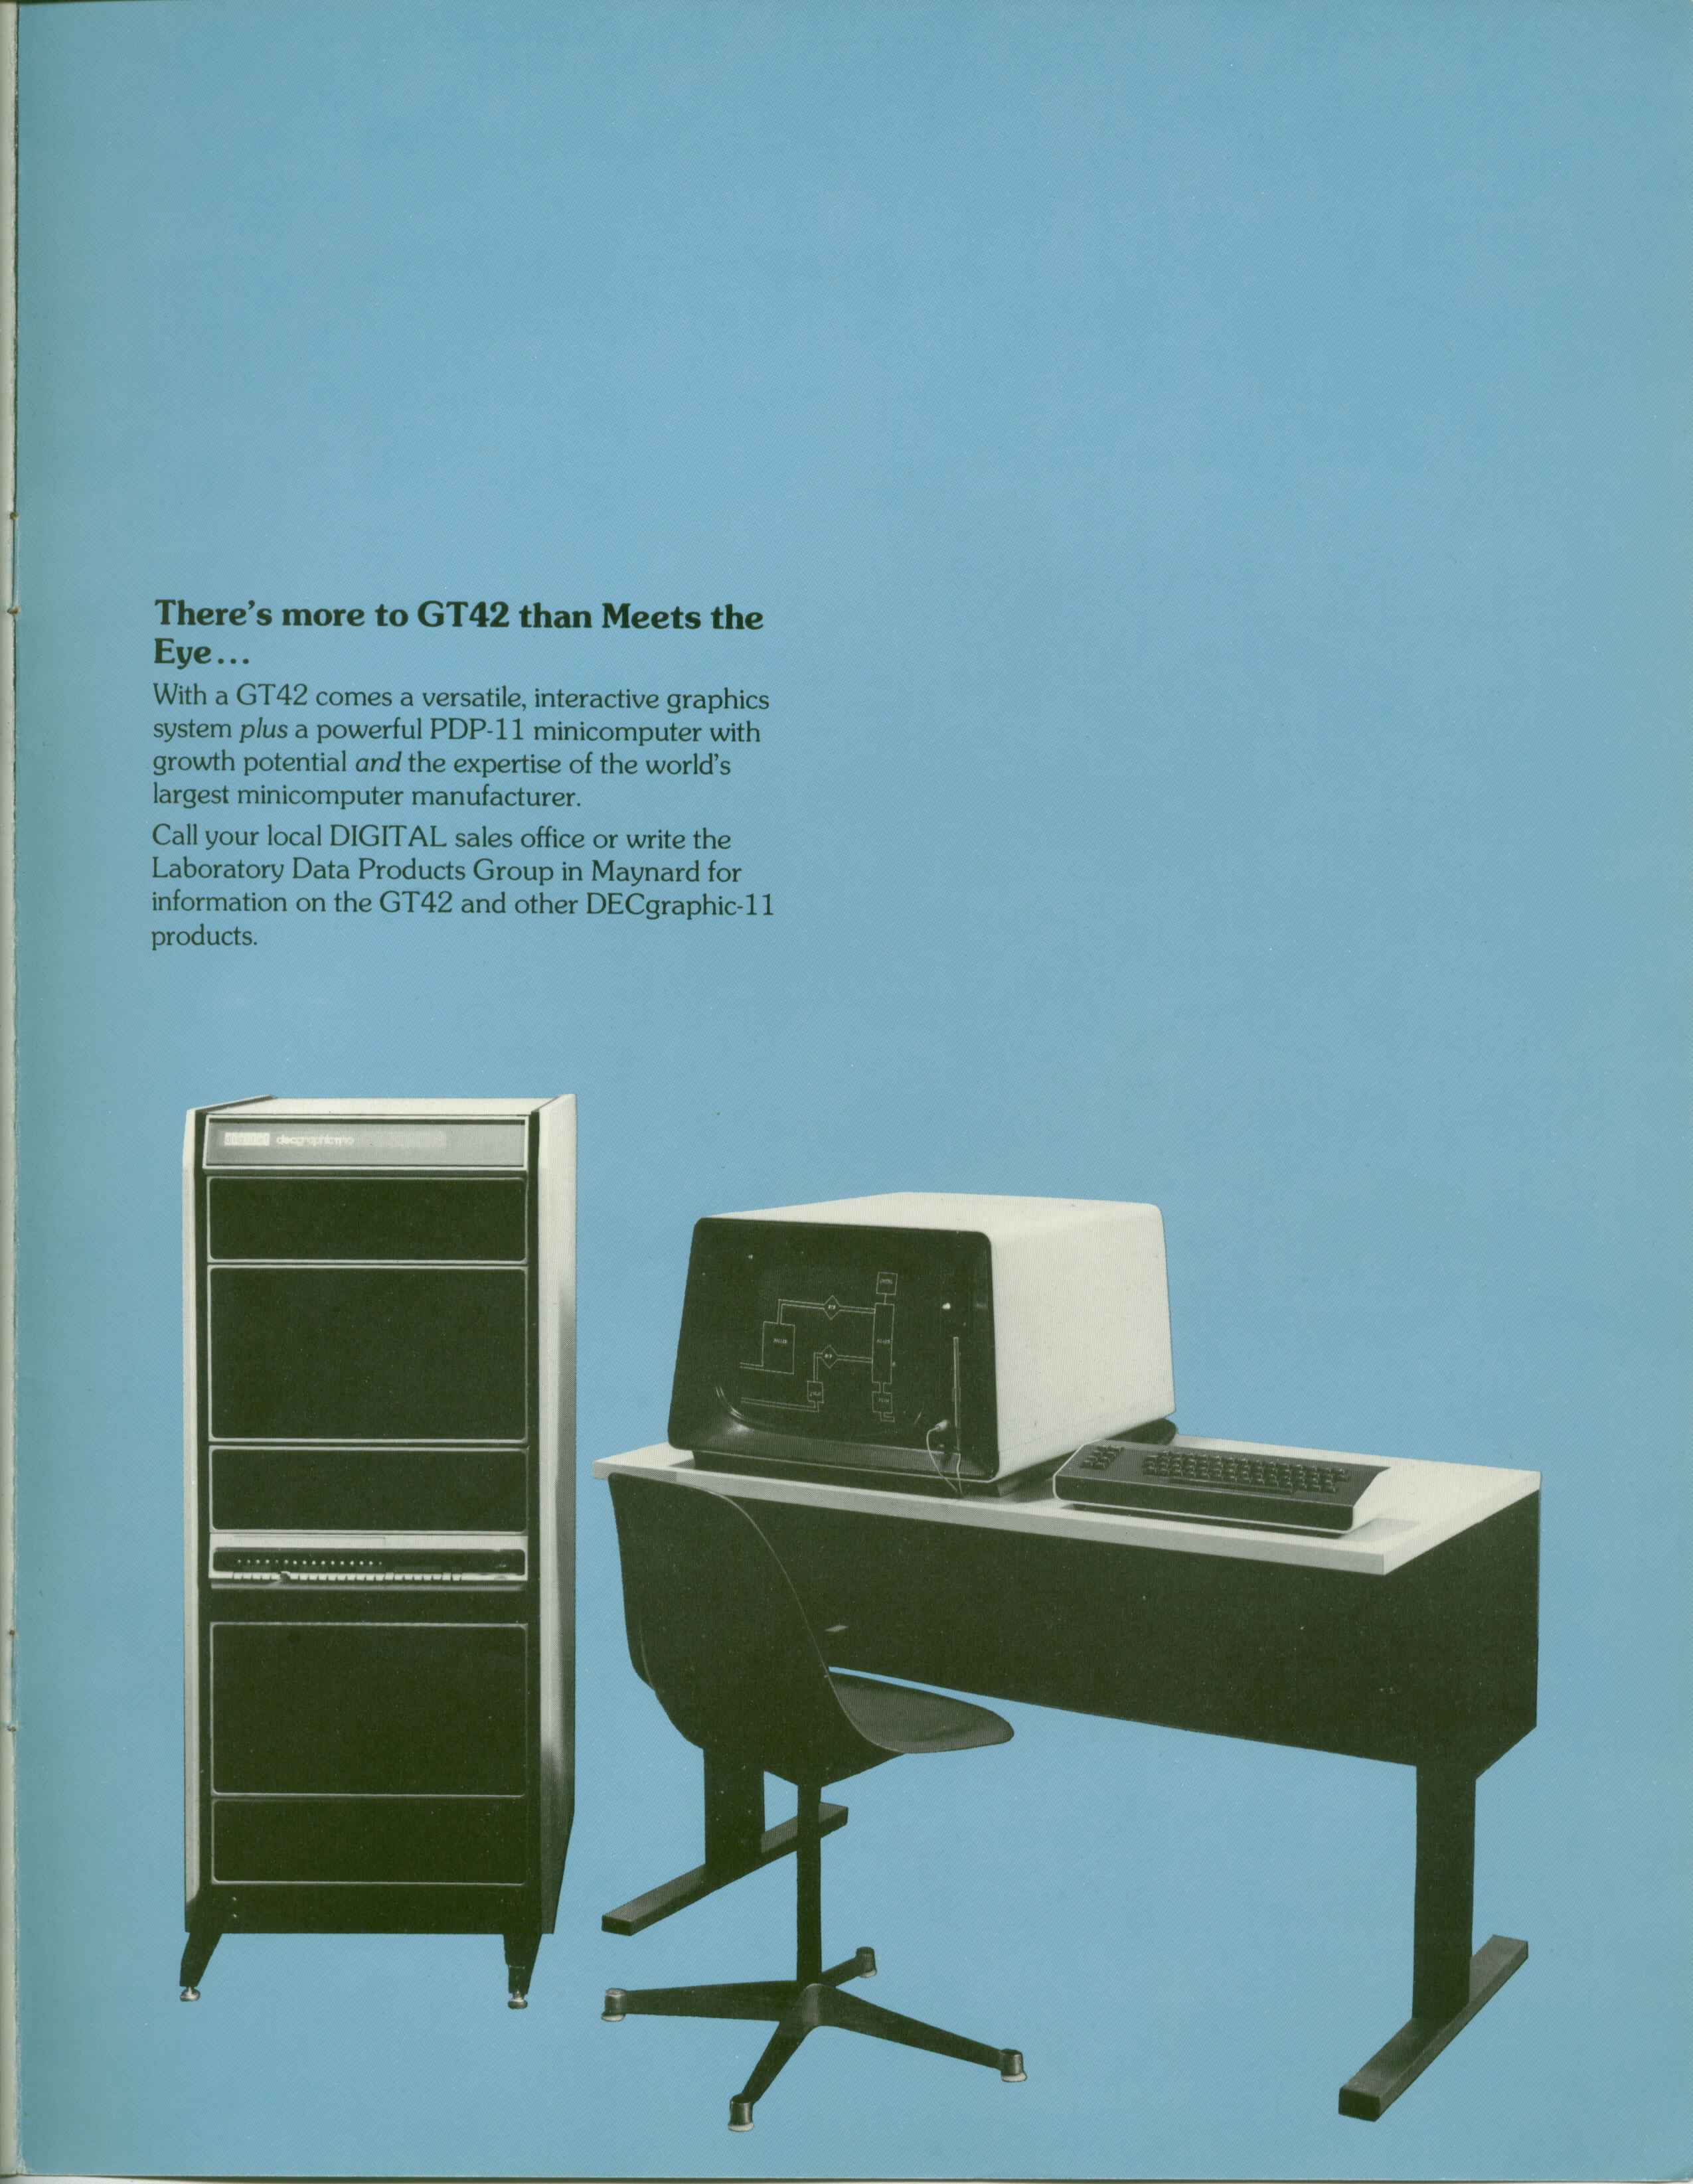 There's more to GT42 than Meets the
Eye...
With a GT42 comes a versatile, interactive graphics
system plus a powerful PDP-11 minicomputer with
growth potential and the expertise of the world's
largest minicomputer manufacturer.
Call your local DIGITAL sales office or write the
Laboratory Data Products Group in Maynard for
information on the GT42 and other DECgraphic-11
products.
digital decgraphic